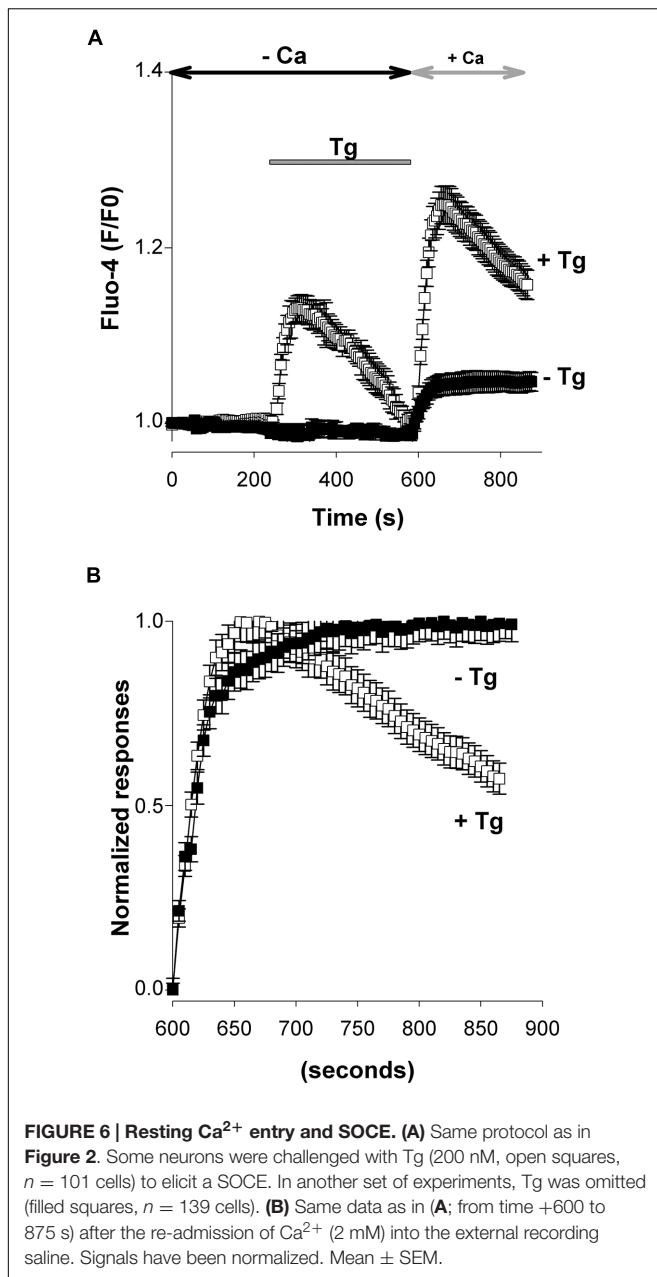 A
- Ca
+ Ca
1.4
Tg
1.2
1.0
Fluo-4 (F/F0)
+ Tg
- Tg
0 200 400 600 800
Time (s)
B
1.0
0.5
0.0
Normalized responses
- Tg
+ Tg
600 650 700 750 800 850 900
(seconds)
FIGURE 6 | Resting Ca²⁺ entry and SOCE. (A) Same protocol as in
Figure 2. Some neurons were challenged with Tg (200 nM, open squares,
n = 101 cells) to elicit a SOCE. In another set of experiments, Tg was omitted
(filled squares, n = 139 cells). (B) Same data as in (A; from time +600 to
875 s) after the re-admission of Ca²⁺ (2 mM) into the external recording
saline. Signals have been normalized. Mean ± SEM.